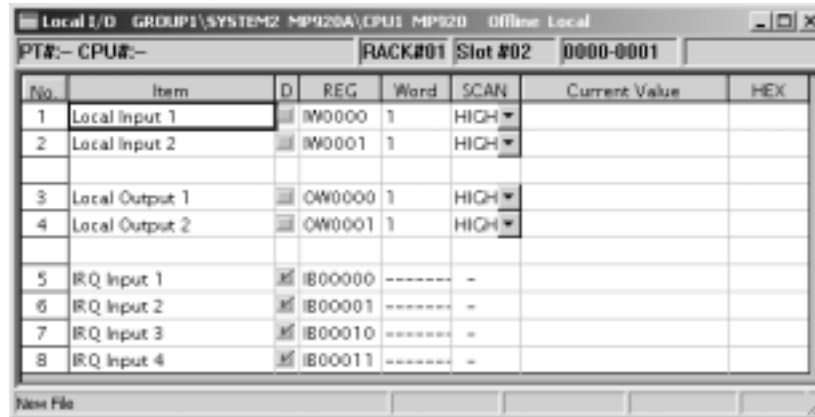 Local I/O GROUP1\SYSTEM2 MP920A\CPU1 MP920 Offline Local
PT#:– CPU#:– RACK#01 Slot #02 0000-0001
No. Item D REG Word SCAN Current Value HEX
1 Local Input 1 IW0000 1 HIGH
2 Local Input 2 IW0001 1 HIGH
3 Local Output 1 OW0000 1 HIGH
4 Local Output 2 OW0001 1 HIGH
5 IRQ Input 1 IB00000 ------- –
6 IRQ Input 2 IB00001 ------- –
7 IRQ Input 3 IB00010 ------- –
8 IRQ Input 4 IB00011 ------- –
New File